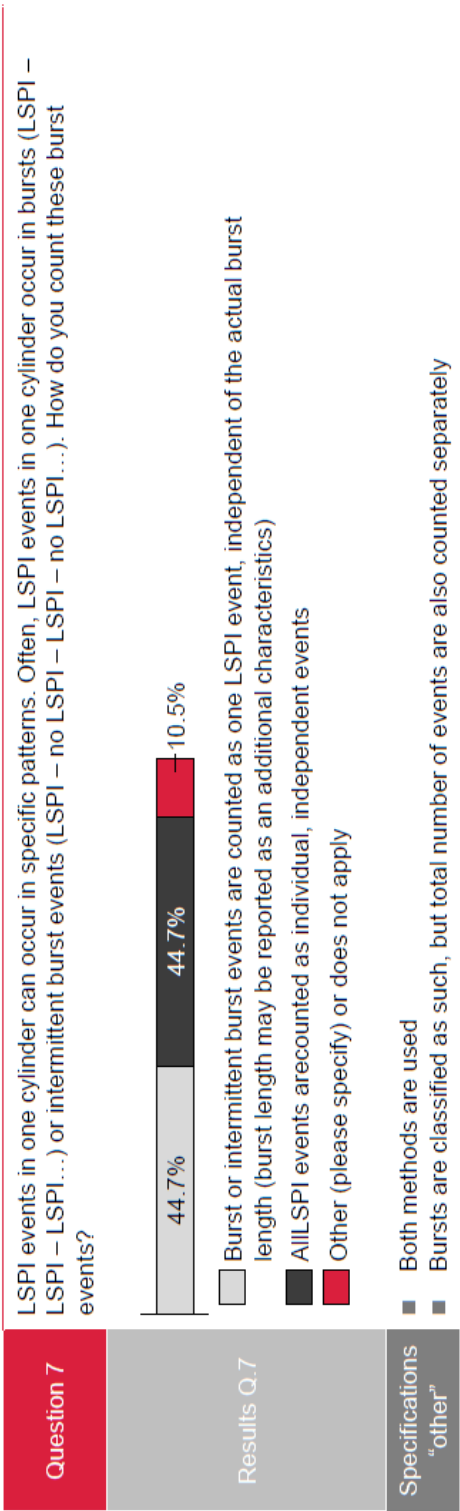 Question 7
LSPI events in one cylinder can occur in specific patterns. Often, LSPI events in one cylinder occur in bursts (LSPI –
LSPI – LSPI…) or intermittent burst events (LSPI – no LSPI – LSPI – no LSPI…). How do you count these burst
events?
Results Q.7
44.7%
44.7%
10.5%
Burst or intermittent burst events are counted as one LSPI event, independent of the actual burst
length (burst length may be reported as an additional characteristics)
AllLSPI events arecounted as individual, independent events
Other (please specify) or does not apply
Specifications
“other”
Both methods are used
Bursts are classified as such, but total number of events are also counted separately